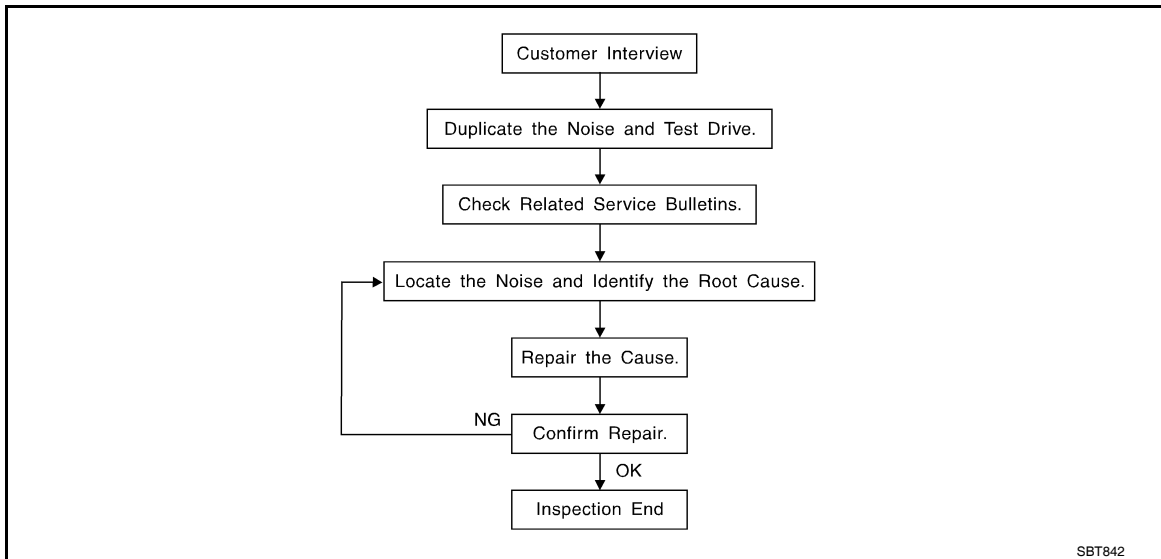 Customer Interview
Duplicate the Noise and Test Drive.
Check Related Service Bulletins.
Locate the Noise and Identify the Root Cause.
Repair the Cause.
NG
Confirm Repair.
OK
Inspection End
SBT842